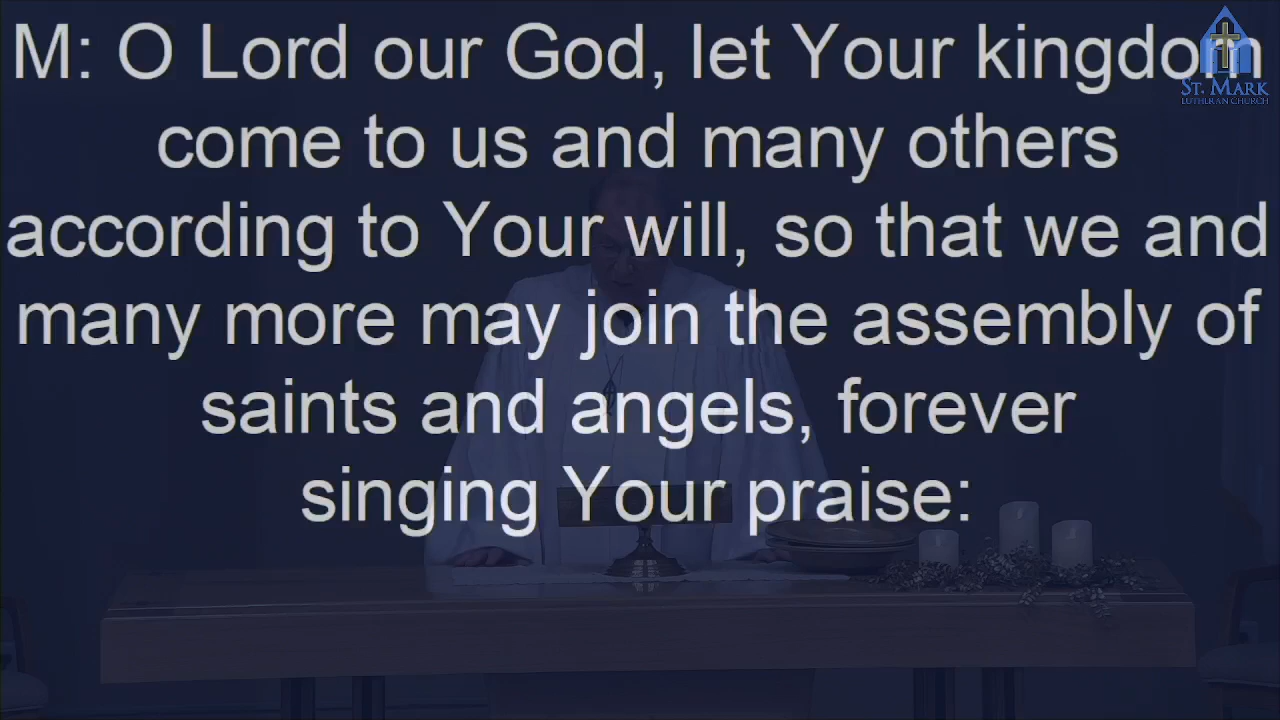 M: O Lord our God, let Your kingdom
come to us and many others
according to Your will, so that we and
many more may join the assembly of
saints and angels, forever
singing Your praise:
ST. MARK
LUTHERAN CHURCH